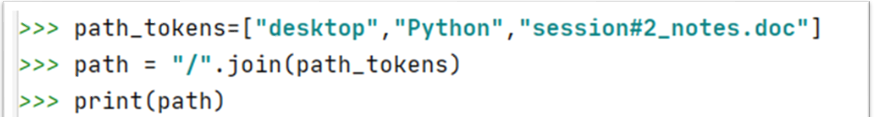 >>> path_tokens=["desktop","Python","session#2_notes.doc"]
>>> path = "/".join(path_tokens)
>>> print(path)